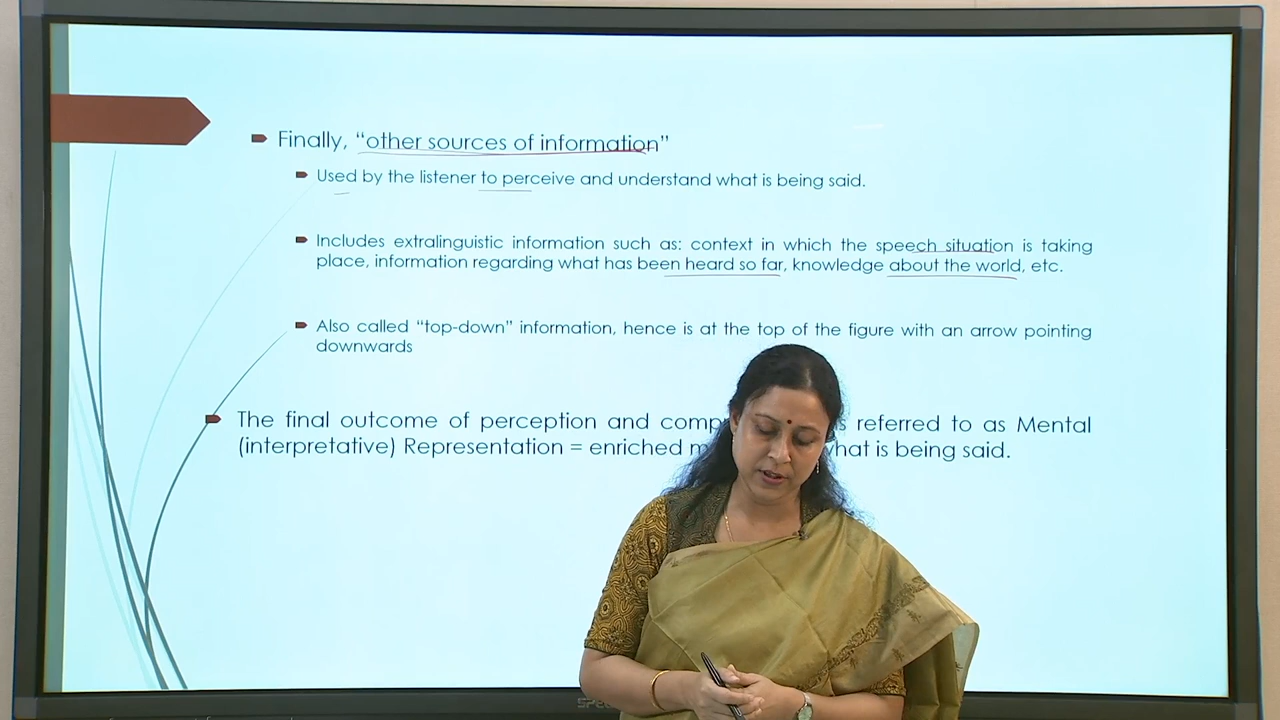 Finally, “other sources of information”
Used by the listener to perceive and understand what is being said.
Includes extralinguistic information such as: context in which the speech situation is taking
place, information regarding what has been heard so far, knowledge about the world, etc.
Also called “top-down” information, hence is at the top of the figure with an arrow pointing
downwards
The final outcome of perception and referred to as Mental
(interpretative) Representation = enriched what is being said.